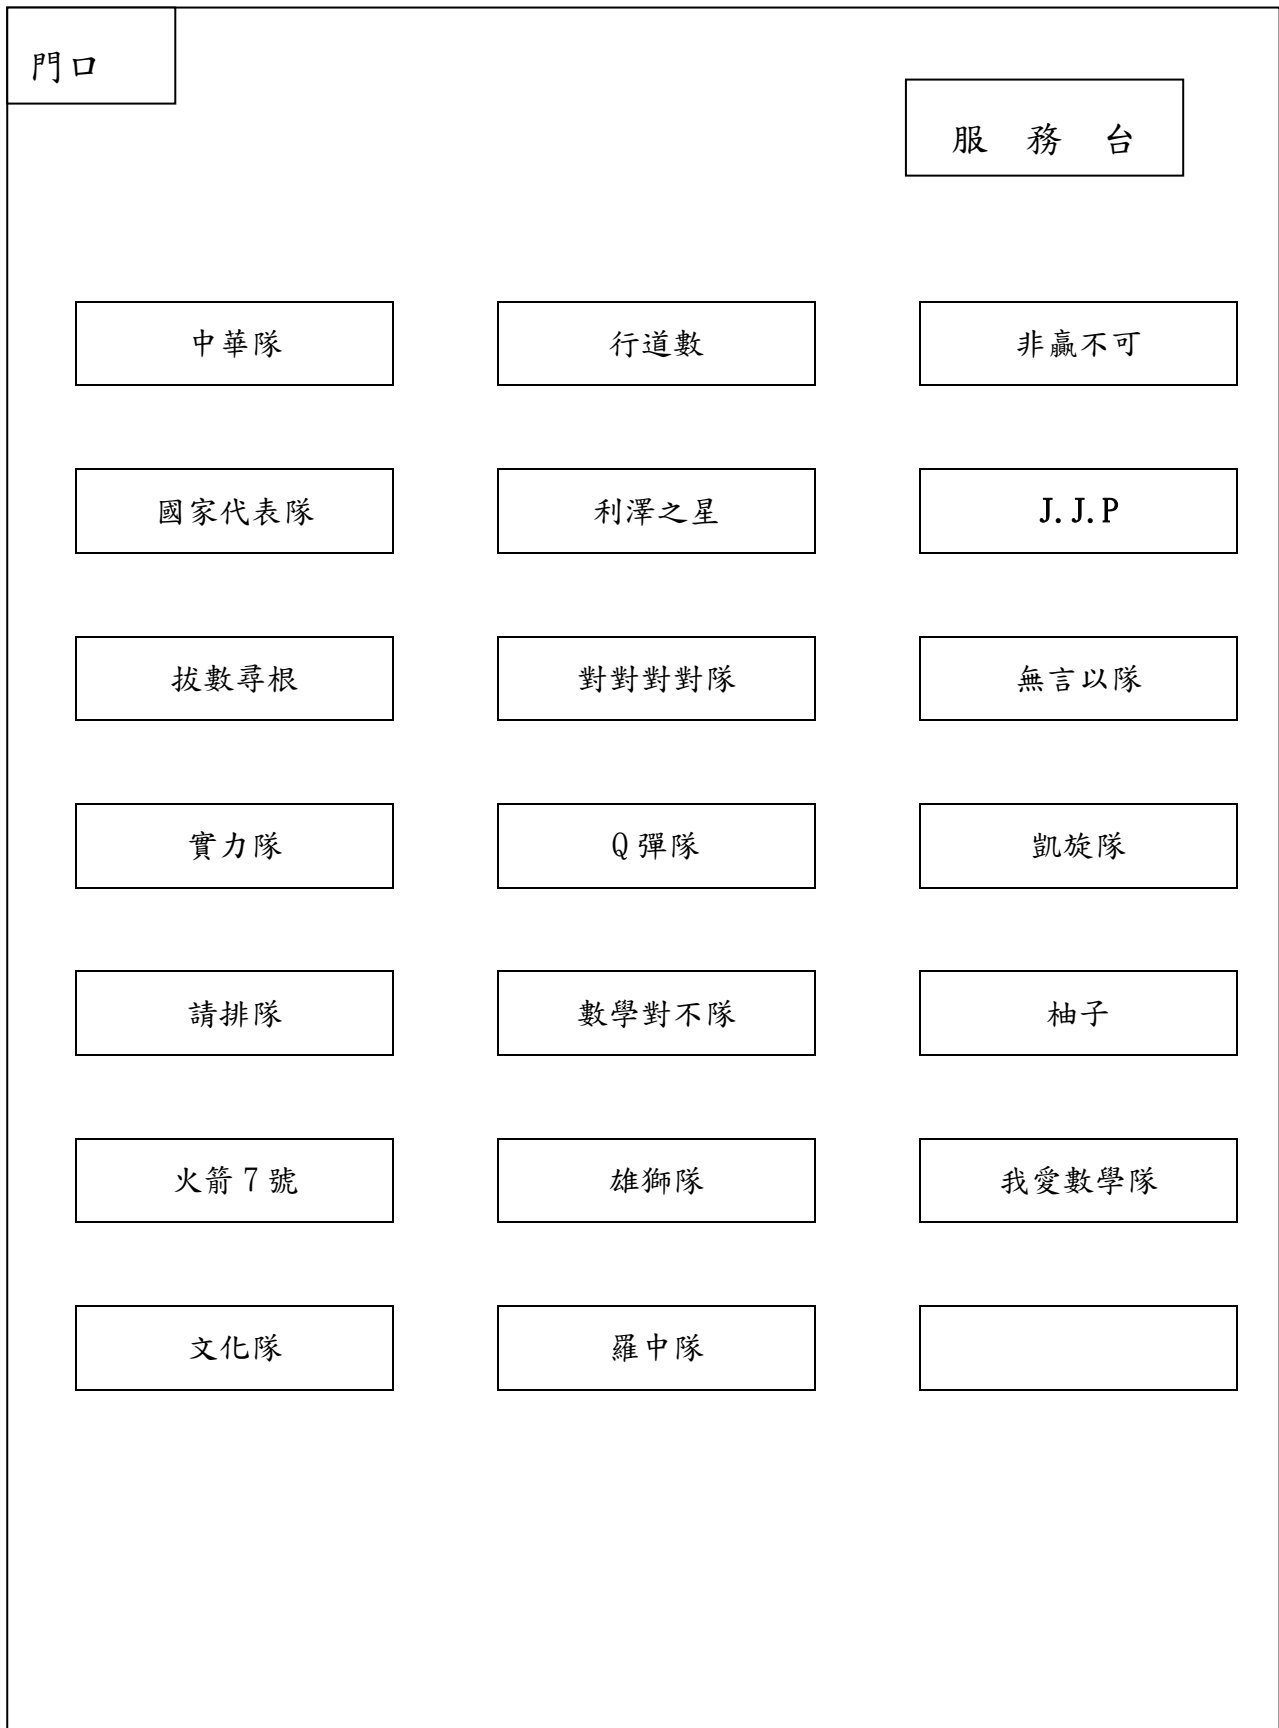 門口
服 務 台
中華隊
行道數
非贏不可
國家代表隊
利澤之星
J.J.P
拔數尋根
對對對對隊
無言以隊
實力隊
Q彈隊
凱旋隊
請排隊
數學對不隊
柚子
火箭7號
雄獅隊
我愛數學隊
文化隊
羅中隊